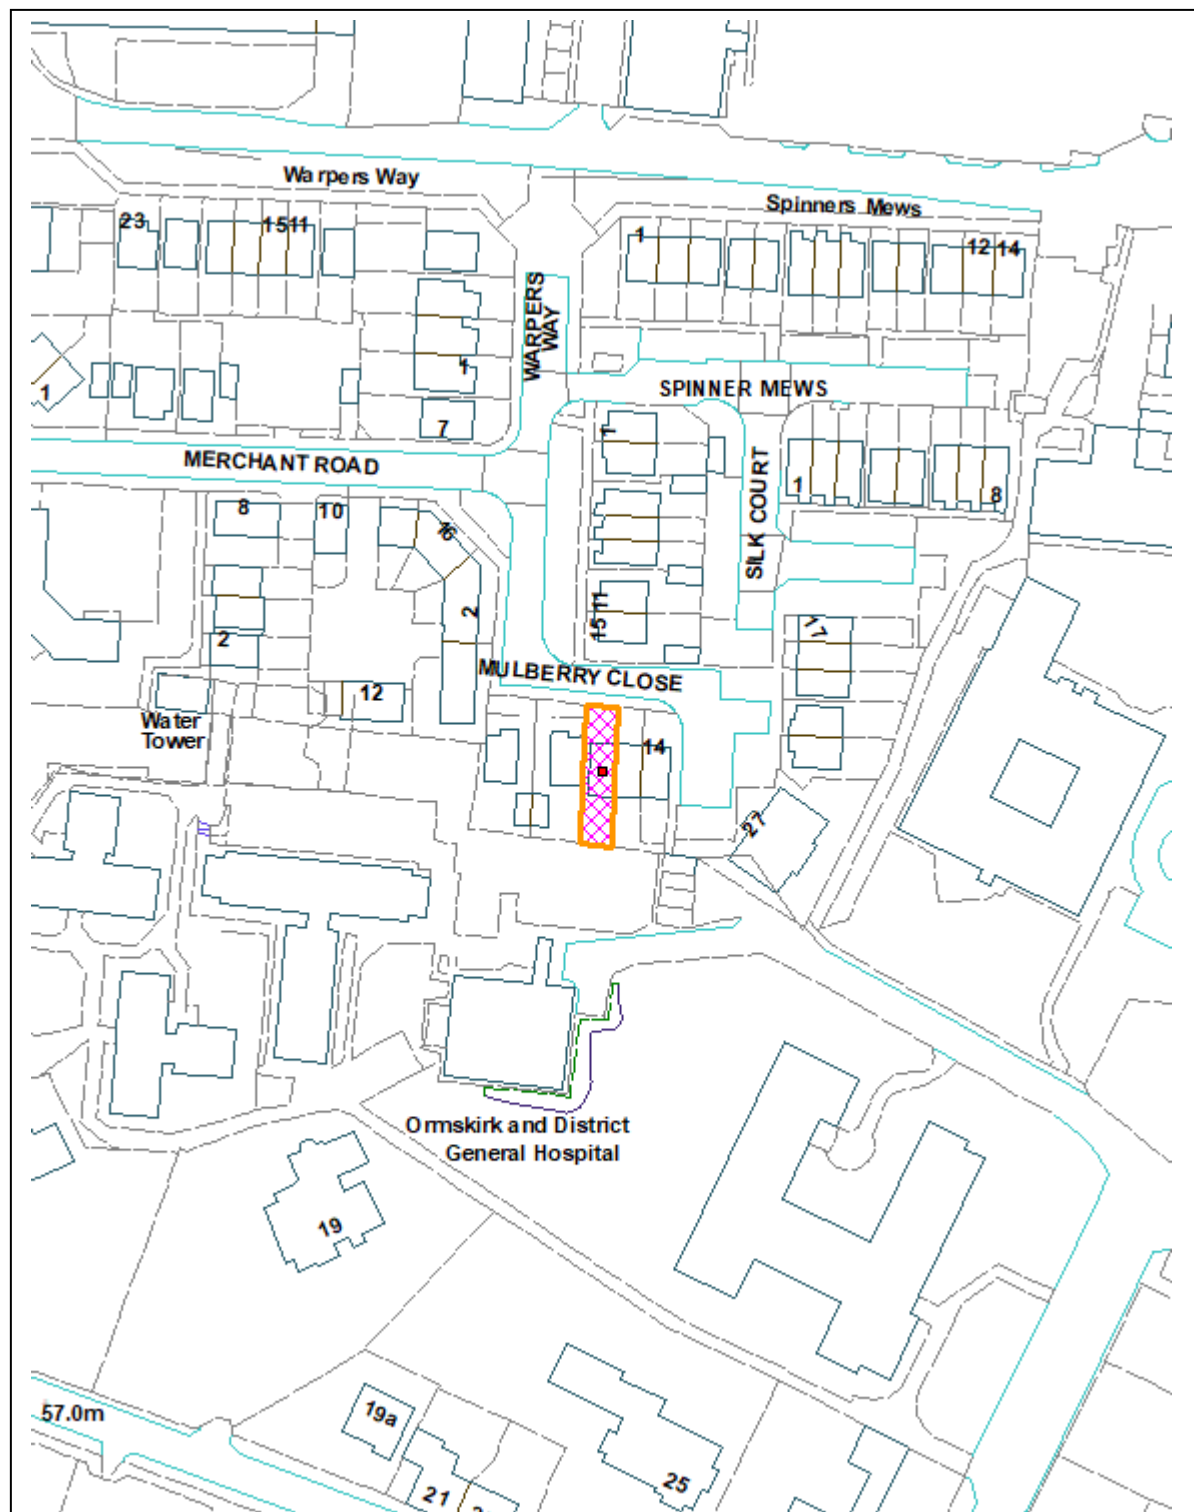 Warpers Way
Spinners Mews
23
15
11
1
12
14
WARPERS
WAY
1
1
SPINNER MEWS
7
1
MERCHANT ROAD
SILK COURT
8
10
16
1
8
2
11
15
17
2
MULBERRY CLOSE
12
Water
Tower
14
27
Ormskirk and District
General Hospital
19
57.0m
19a
21
25